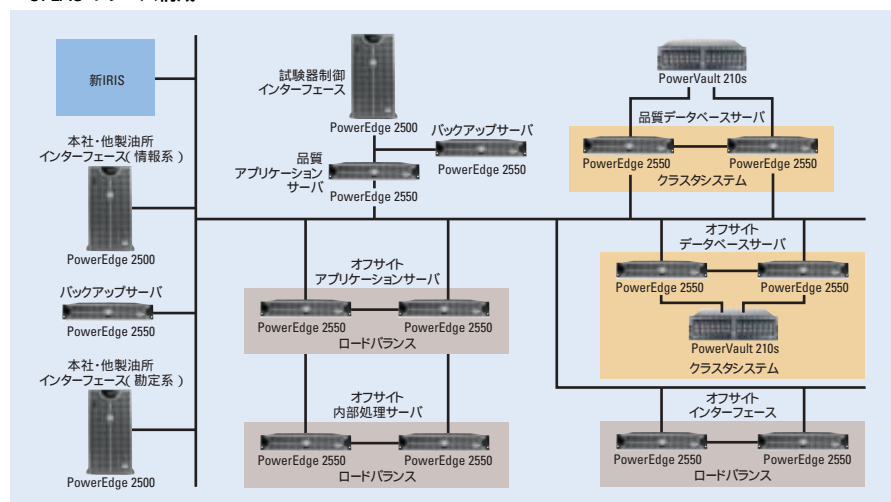 新IRIS
本社・他製油所
インターフェース( 情報系 )
PowerEdge 2500
バックアップサーバ
PowerEdge 2550
本社・他製油所
インターフェース( 勘定系 )
PowerEdge 2500
試験器制御
インターフェース
PowerEdge 2500
バックアップサーバ
PowerEdge 2550
品質
アプリケーション
サーバ
PowerEdge 2550
PowerVault 210s
品質データベースサーバ
PowerEdge 2550
PowerEdge 2550
クラスタシステム
オフサイト
アプリケーションサーバ
PowerEdge 2550
PowerEdge 2550
ロードバランス
オフサイト
データベースサーバ
PowerEdge 2550
PowerEdge 2550
PowerVault 210s
クラスタシステム
オフサイト
内部処理サーバ
PowerEdge 2550
PowerEdge 2550
ロードバランス
オフサイト
インターフェース
PowerEdge 2550
PowerEdge 2550
ロードバランス